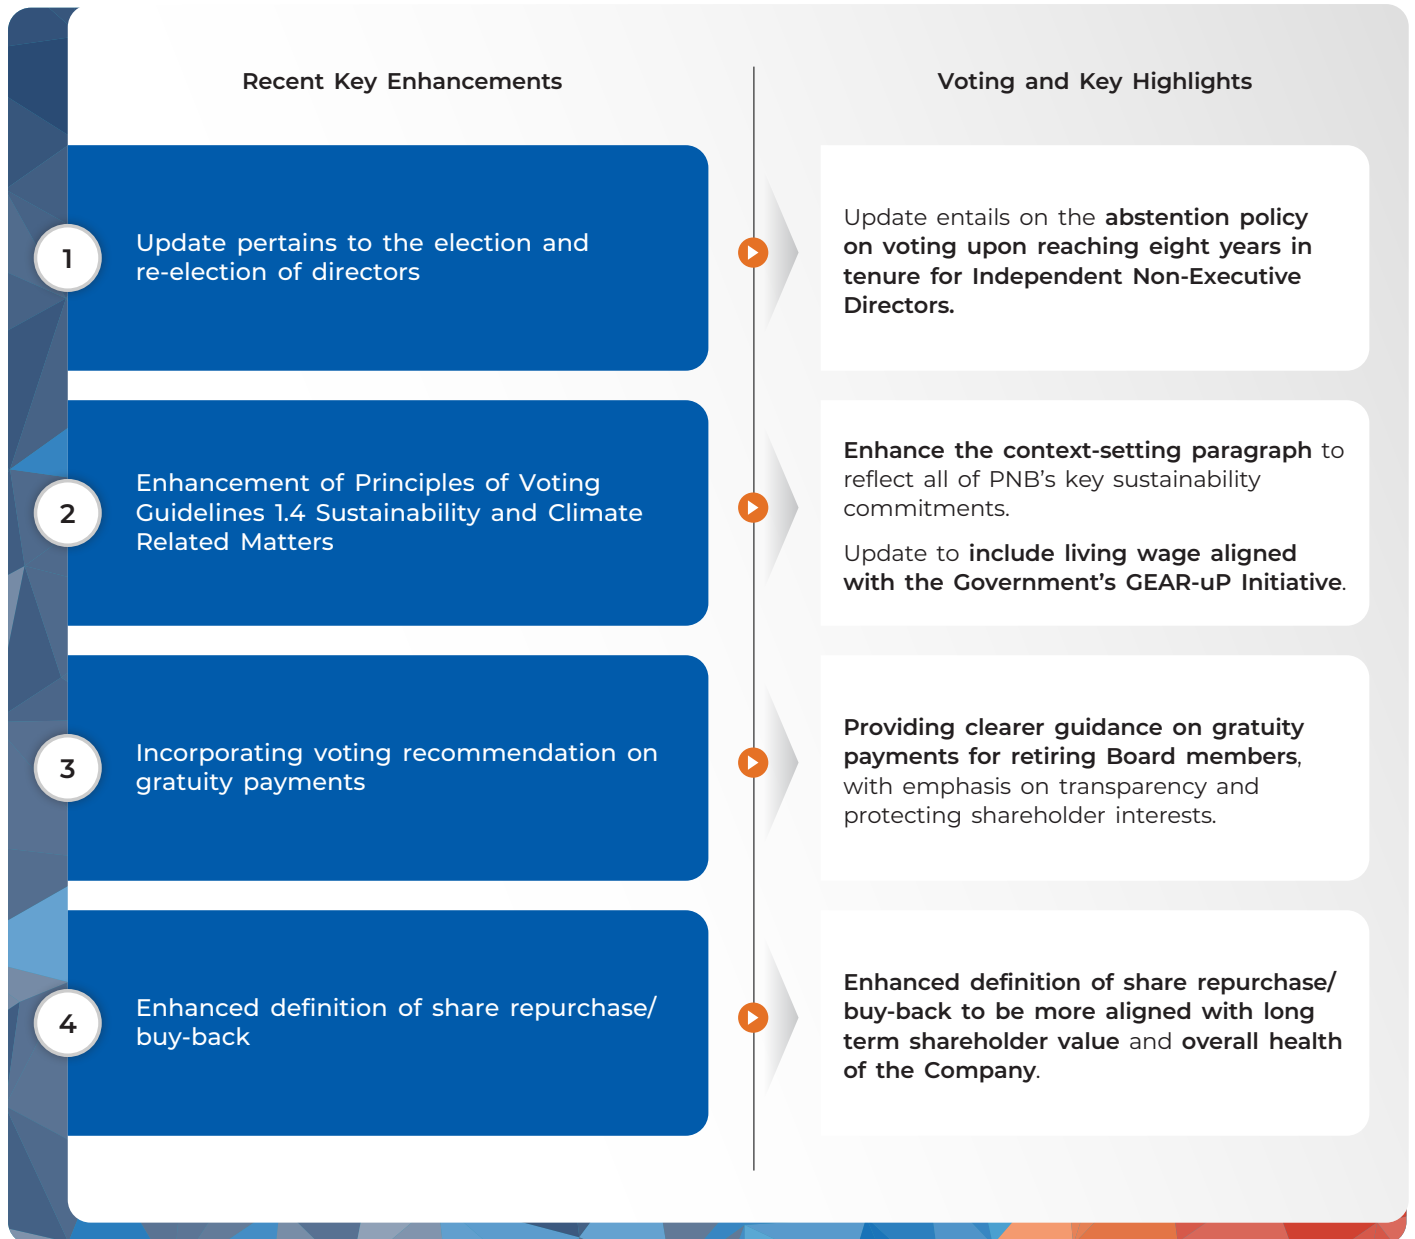 Recent Key Enhancements
Voting and Key Highlights
1
Update pertains to the election and
re-election of directors
Update entails on the abstention policy
on voting upon reaching eight years in
tenure for Independent Non-Executive
Directors.
2
Enhancement of Principles of Voting
Guidelines 1.4 Sustainability and Climate
Related Matters
Enhance the context-setting paragraph to
reflect all of PNB’s key sustainability
commitments.
Update to include living wage aligned
with the Government’s GEAR-uP Initiative.
3
Incorporating voting recommendation on
gratuity payments
Providing clearer guidance on gratuity
payments for retiring Board members,
with emphasis on transparency and
protecting shareholder interests.
4
Enhanced definition of share repurchase/
buy-back
Enhanced definition of share repurchase/
buy-back to be more aligned with long
term shareholder value and overall health
of the Company.